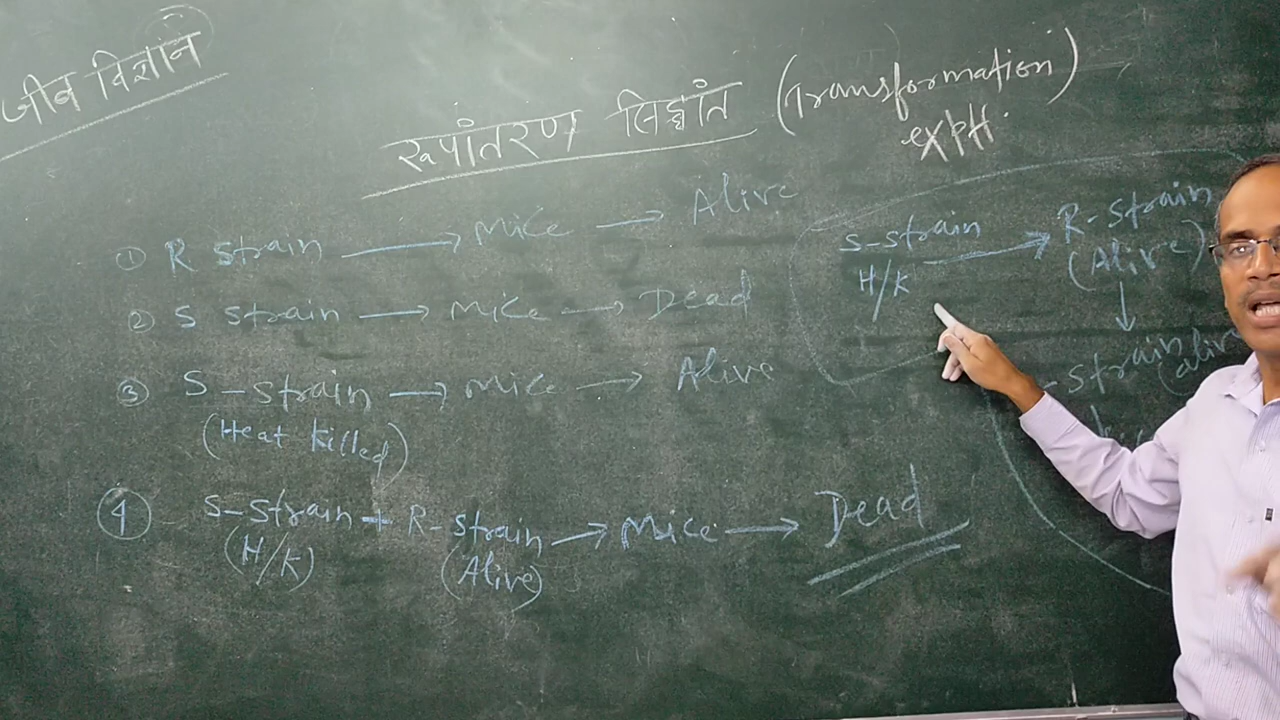 जीव विज्ञान
रूपांतरण सिद्धांत (Transformation)
expt.
① R strain → Mice → Alive
② S strain → Mice → Dead
③ S-strain → Mice → Alive
(Heat Killed)
④ S-strain + R-strain → Mice → Dead
(H/K) (Alive)
S-strain → R-strain
H/K (Alive)
↓
-strain
(alive